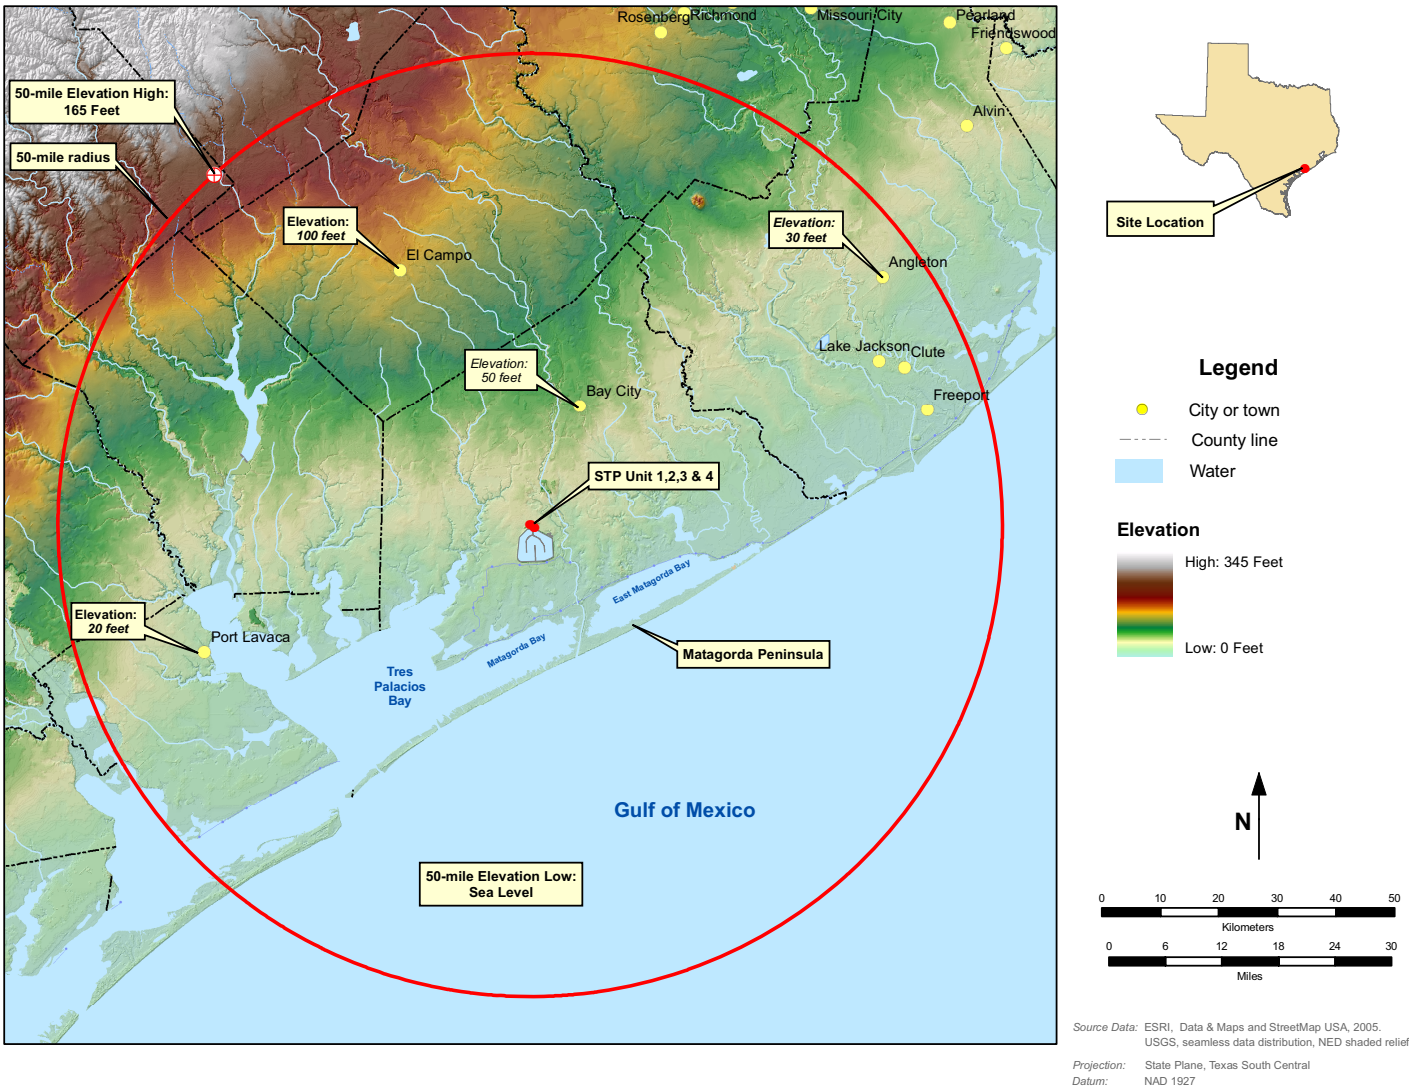 Rosenberg
Richmond
Missouri City
Pearland
Friendswood
50-mile Elevation High:
165 Feet
Alvin
50-mile radius
Elevation:
100 feet
Elevation:
30 feet
El Campo
Angleton
Lake Jackson
Clute
Elevation:
50 feet
Bay City
Freeport
STP Unit 1,2,3 & 4
East Matagorda Bay
Elevation:
20 feet
Port Lavaca
Matagorda Bay
Matagorda Peninsula
Tres
Palacios
Bay
Gulf of Mexico
50-mile Elevation Low:
Sea Level
Site Location
Legend
City or town
County line
Water
Elevation
High: 345 Feet
Low: 0 Feet
N
0 10 20 30 40 50
Kilometers
0 6 12 18 24 30
Miles
Source Data: ESRI, Data & Maps and StreetMap USA, 2005.
USGS, seamless data distribution, NED shaded relief
Projection: State Plane, Texas South Central
Datum: NAD 1927